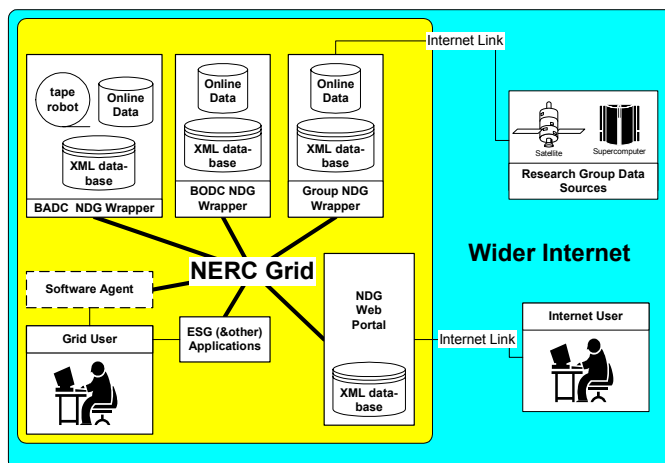 Internet Link
tape
robot
Online
Data
XML data-
base
BADC NDG Wrapper
Online
Data
XML data-
base
BODC NDG
Wrapper
Online
Data
XML data-
base
Group NDG
Wrapper
Satellite
Supercomputer
Research Group Data
Sources
NERC Grid
Wider Internet
Software Agent
Grid User
ESG (&other)
Applications
NDG
Web
Portal
XML data-
base
Internet Link
Internet User